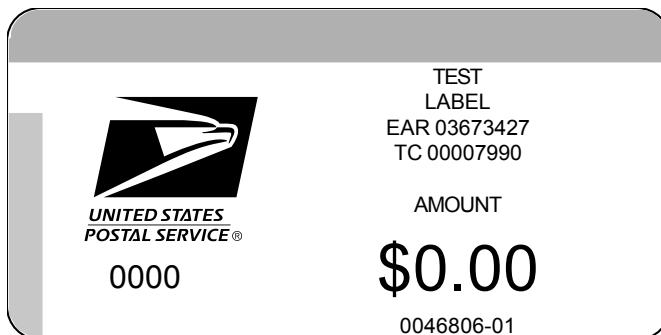 UNITED STATES
POSTAL SERVICE®
0000
TEST
LABEL
EAR 03673427
TC 00007990
AMOUNT
$0.00
0046806-01